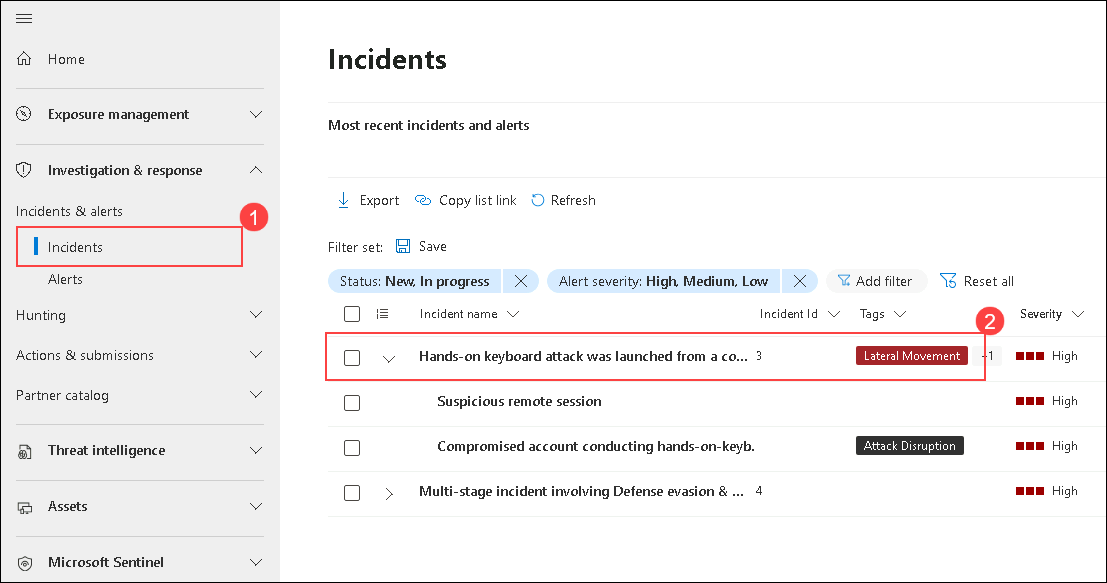 Home
Exposure management
Investigation & response
Incidents & alerts
1
Incidents
Alerts
Hunting
Actions & submissions
Partner catalog
Threat intelligence
Assets
Microsoft Sentinel
Incidents
Most recent incidents and alerts
Export Copy list link Refresh
Filter set: Save
Status: New, In progress Alert severity: High, Medium, Low Add filter Reset all
Incident name Incident Id Tags Severity
2
Hands-on keyboard attack was launched from a co... 3 Lateral Movement +1 High
Suspicious remote session High
Compromised account conducting hands-on-keyb. Attack Disruption High
Multi-stage incident involving Defense evasion & ... 4 High